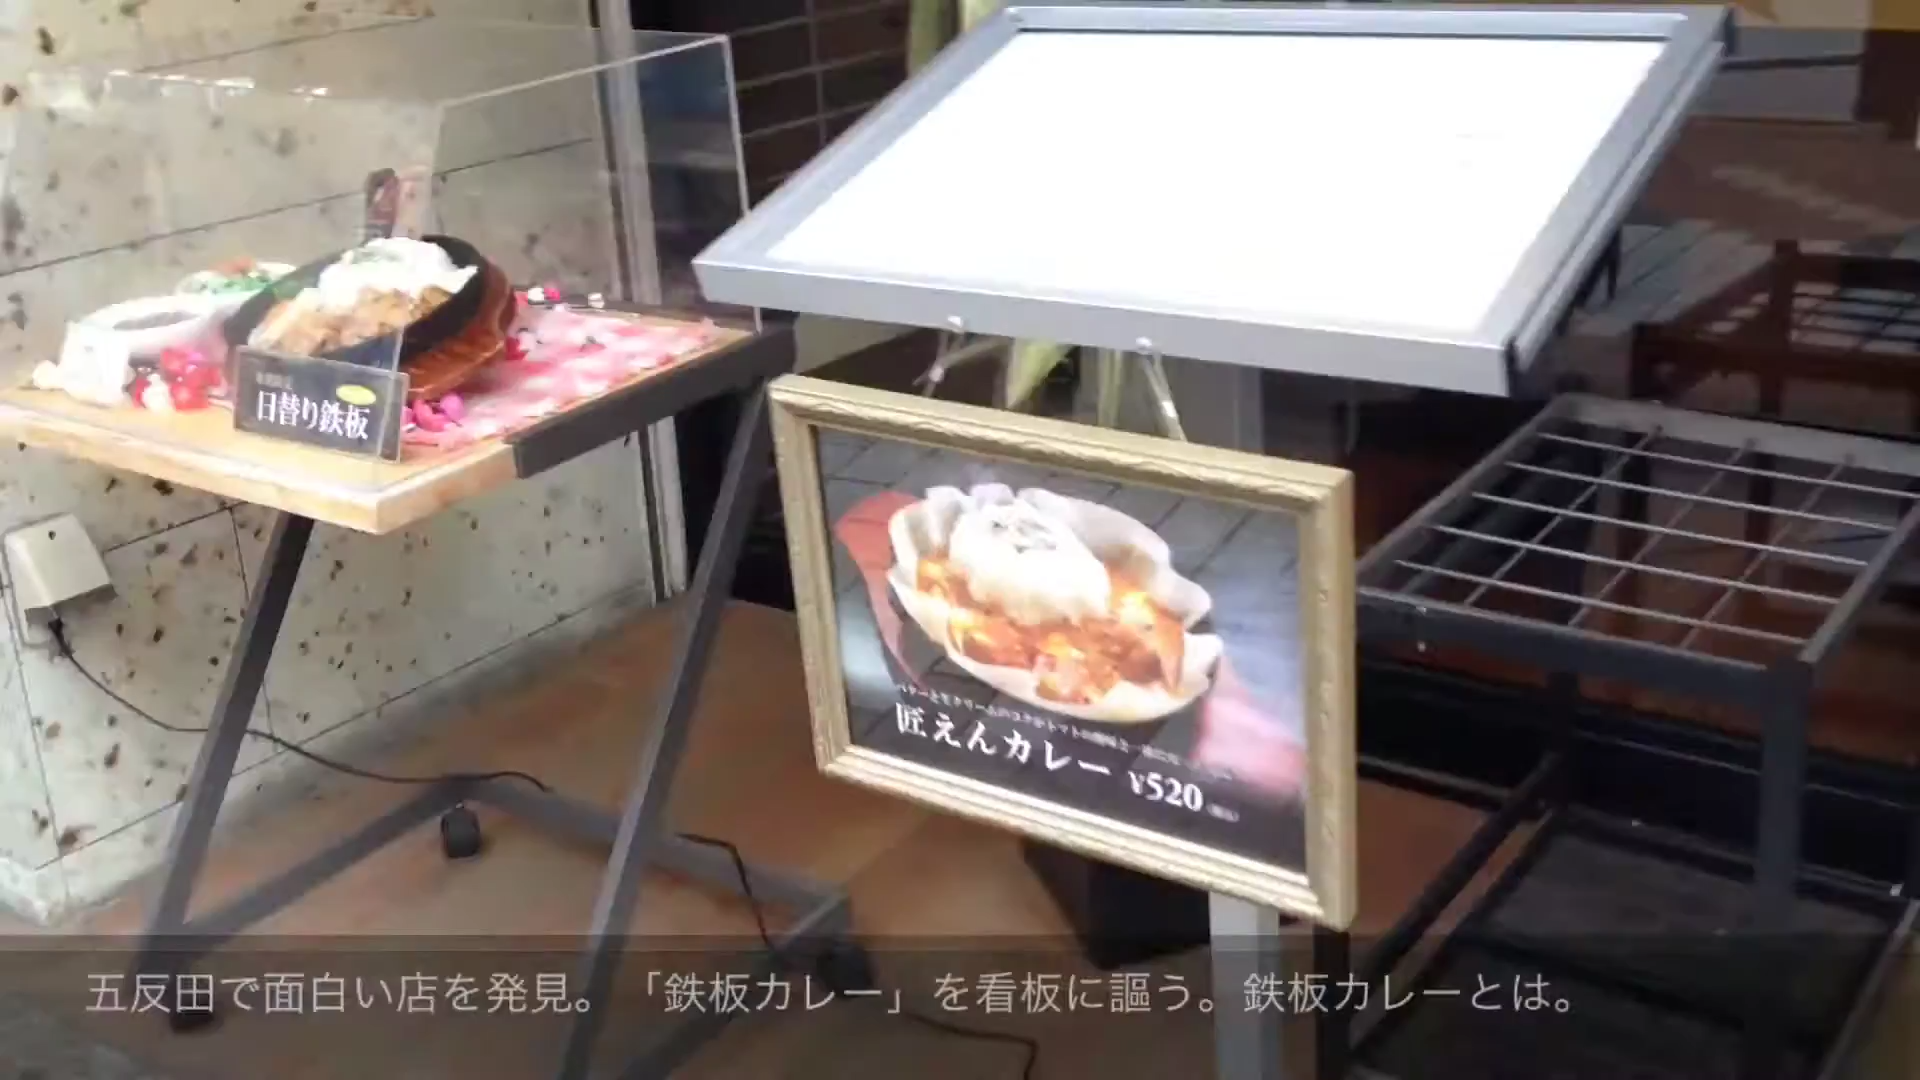 日替り鉄板
匠えんカレー ¥520
五反田で面白い店を発見。「鉄板カレー」を看板に謳う。鉄板カレーとは。